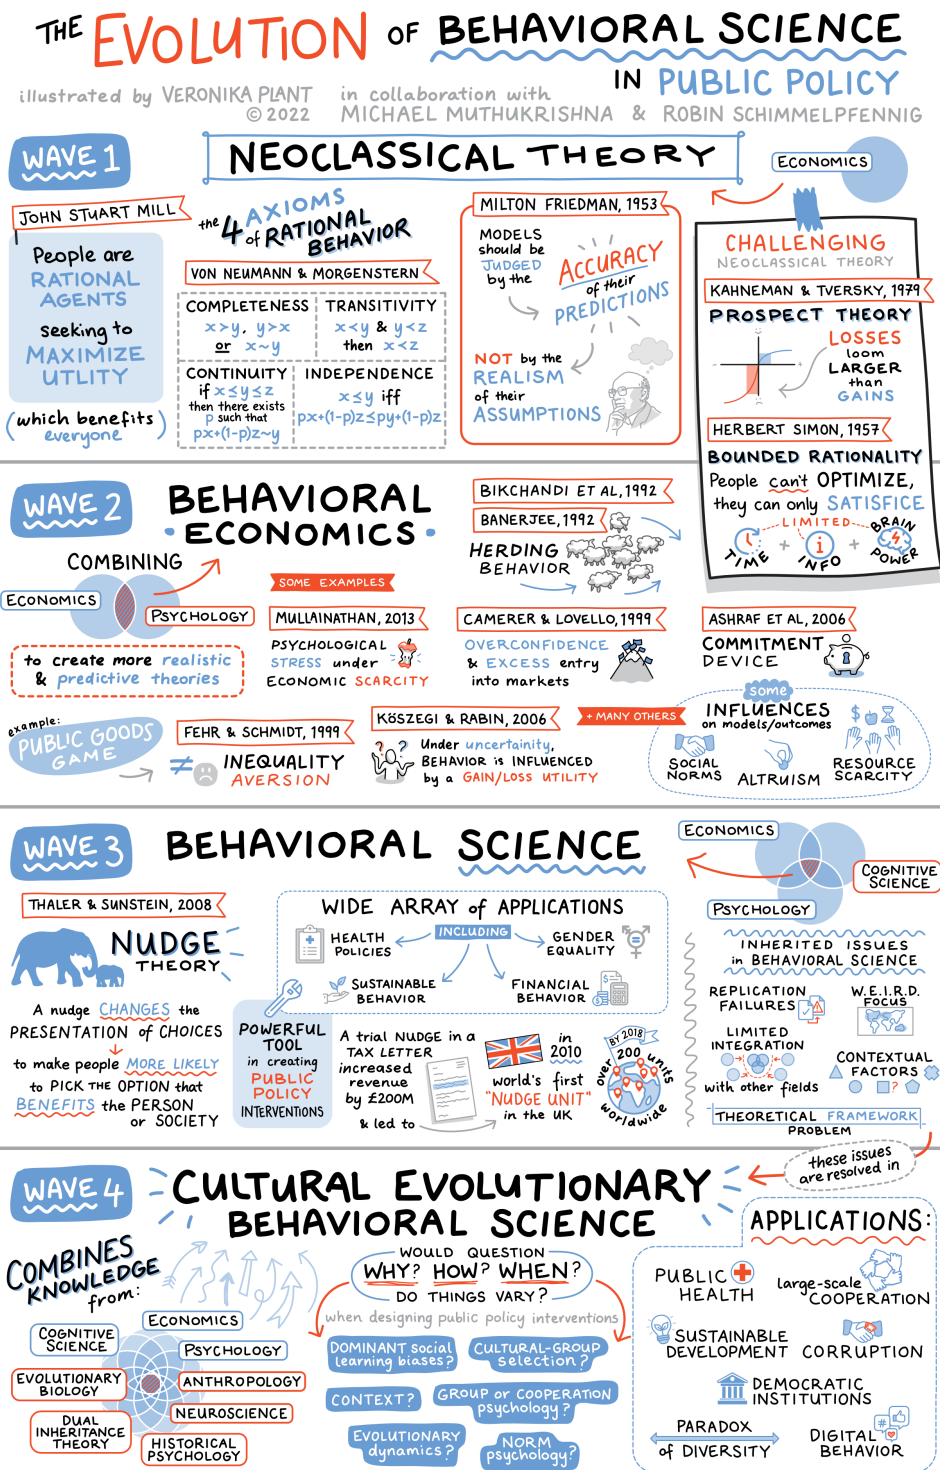 THE EVOLUTION OF BEHAVIORAL SCIENCE
IN PUBLIC POLICY
illustrated by VERONIKA PLANT
© 2022
in collaboration with
MICHAEL MUTHUKRISHNA & ROBIN SCHIMMELPFENNIG
WAVE 1
NEOCLASSICAL THEORY
ECONOMICS
JOHN STUART MILL
People are
RATIONAL
AGENTS
seeking to
MAXIMIZE
UTLITY
(which benefits
everyone)
the 4 AXIOMS
of RATIONAL
BEHAVIOR
VON NEUMANN & MORGENSTERN
COMPLETENESS
x>y, y>x
or x~y
TRANSITIVITY
x<y & y<z
then x<z
CONTINUITY
if x≤y≤z
then there exists
p such that
px+(1-p)z~y
INDEPENDENCE
x≤y iff
px+(1-p)z≤py+(1-p)z
MILTON FRIEDMAN, 1953
MODELS
should be
JUDGED
by the
ACCURACY
of their
PREDICTIONS
NOT by the
REALISM
of their
ASSUMPTIONS
CHALLENGING
NEOCLASSICAL THEORY
KAHNEMAN & TVERSKY, 1979
PROSPECT THEORY
LOSSES
loom
LARGER
than
GAINS
HERBERT SIMON, 1957
BOUNDED RATIONALITY
People can't OPTIMIZE,
they can only SATISFICE
LIMITED
TIME + INFO + BRAIN POWER
WAVE 2
BEHAVIORAL
ECONOMICS
COMBINING
ECONOMICS
PSYCHOLOGY
to create more realistic
& predictive theories
BIKCHANDI ET AL, 1992
BANERJEE, 1992
HERDING
BEHAVIOR
SOME EXAMPLES
MULLAINATHAN, 2013
PSYCHOLOGICAL
STRESS under
ECONOMIC SCARCITY
CAMERER & LOVELLO, 1999
OVERCONFIDENCE
& EXCESS entry
into markets
ASHRAF ET AL, 2006
COMMITMENT
DEVICE
example:
PUBLIC GOODS
GAME
FEHR & SCHMIDT, 1999
≠ INEQUALITY
AVERSION
KÖSZEGI & RABIN, 2006
? ?
Under uncertainity,
BEHAVIOR is INFLUENCED
by a GAIN/LOSS UTILITY
+ MANY OTHERS
some
INFLUENCES
on models/outcomes
SOCIAL
NORMS
ALTRUISM
$
RESOURCE
SCARCITY
WAVE 3
BEHAVIORAL SCIENCE
ECONOMICS
COGNITIVE
SCIENCE
PSYCHOLOGY
THALER & SUNSTEIN, 2008
NUDGE
THEORY
A nudge CHANGES the
PRESENTATION of CHOICES
to make people MORE LIKELY
to PICK THE OPTION that
BENEFITS the PERSON
or SOCIETY
WIDE ARRAY of APPLICATIONS
INCLUDING
HEALTH
POLICIES
GENDER
EQUALITY
SUSTAINABLE
BEHAVIOR
FINANCIAL
BEHAVIOR
POWERFUL
TOOL
in creating
PUBLIC
POLICY
INTERVENTIONS
A trial NUDGE in a
TAX LETTER
increased
revenue
by £200M
& led to
in
2010
world's first
"NUDGE UNIT"
in the UK
BY 2018
over 200 units
worldwide
INHERITED ISSUES
in BEHAVIORAL SCIENCE
REPLICATION
FAILURES
W.E.I.R.D.
FOCUS
LIMITED
INTEGRATION
with other fields
CONTEXTUAL
FACTORS
?
THEORETICAL FRAMEWORK
PROBLEM
these issues
are resolved in
WAVE 4
CULTURAL EVOLUTIONARY
BEHAVIORAL SCIENCE
COMBINES
KNOWLEDGE
from:
ECONOMICS
COGNITIVE
SCIENCE
PSYCHOLOGY
EVOLUTIONARY
BIOLOGY
ANTHROPOLOGY
NEUROSCIENCE
DUAL
INHERITANCE
THEORY
HISTORICAL
PSYCHOLOGY
WOULD QUESTION
WHY? HOW? WHEN?
DO THINGS VARY?
when designing public policy interventions
DOMINANT social
learning biases?
CULTURAL-GROUP
selection?
CONTEXT?
GROUP or COOPERATION
psychology?
EVOLUTIONARY
dynamics?
NORM
psychology?
APPLICATIONS:
PUBLIC
HEALTH
large-scale
COOPERATION
SUSTAINABLE
DEVELOPMENT
CORRUPTION
DEMOCRATIC
INSTITUTIONS
PARADOX
of DIVERSITY
#
DIGITAL
BEHAVIOR